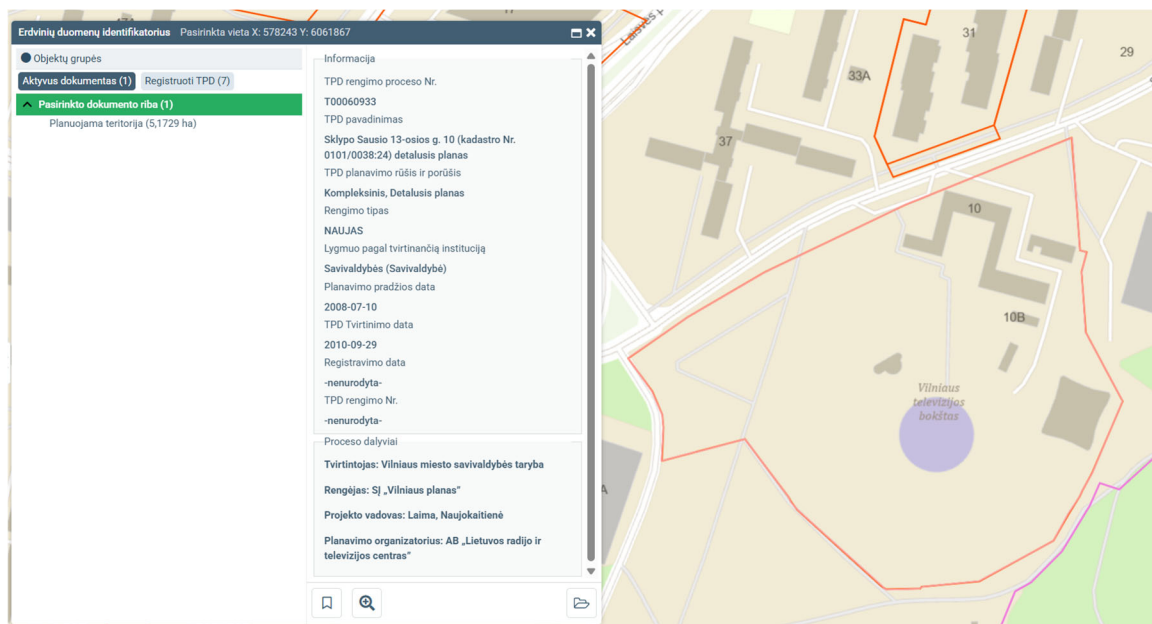 Erdvinių duomenų identifikatorius Pasirinkta vieta X: 578243 Y: 6061867
Objektų grupės
Aktyvus dokumentas (1) Registruoti TPD (7)
Pasirinkto dokumento riba (1)
Planuojama teritorija (5,1729 ha)
Informacija
TPD rengimo proceso Nr.
T00060933
TPD pavadinimas
Sklypo Sausio 13-osios g. 10 (kadastro Nr.
0101/0038:24) detalusis planas
TPD planavimo rūšis ir porūšis
Kompleksinis, Detalusis planas
Rengimo tipas
NAUJAS
Lygmuo pagal tvirtinančią instituciją
Savivaldybės (Savivaldybė)
Planavimo pradžios data
2008-07-10
TPD Tvirtinimo data
2010-09-29
Registravimo data
-nenurodyta-
TPD rengimo Nr.
-nenurodyta-
Proceso dalyviai
Tvirtintojas: Vilniaus miesto savivaldybės taryba
Rengėjas: SĮ „Vilniaus planas"
Projekto vadovas: Laima, Naujokaitienė
Planavimo organizatorius: AB „Lietuvos radijo ir
televizijos centras"
Laisvės
31
29
33A
37
10
10B
Vilniaus
televizijos
bokštas